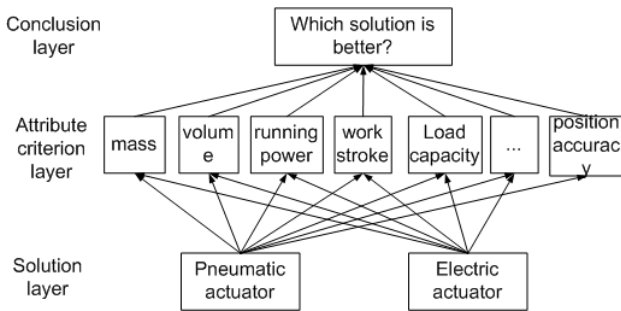 Conclusion
layer
Which solution is
better?
Attribute
criterion
layer
mass
volum
e
running
power
work
stroke
Load
capacity
...
position
accurac
y
Solution
layer
Pneumatic
actuator
Electric
actuator